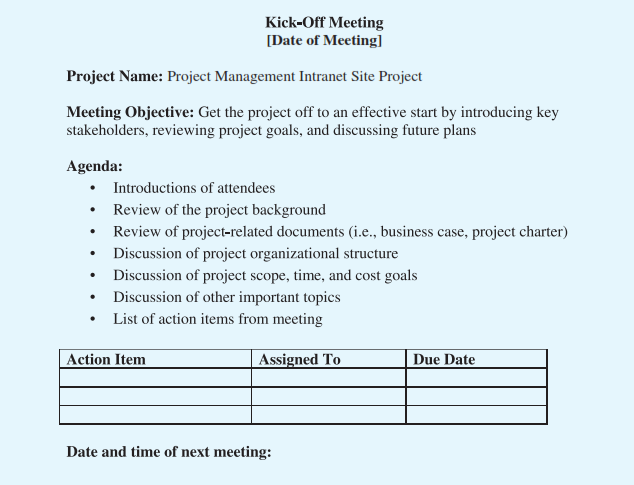 Kick-Off Meeting
[Date of Meeting]
Project Name: Project Management Intranet Site Project
Meeting Objective: Get the project off to an effective start by introducing key
stakeholders, reviewing project goals, and discussing future plans
Agenda:
• Introductions of attendees
• Review of the project background
• Review of project-related documents (i.e., business case, project charter)
• Discussion of project organizational structure
• Discussion of project scope, time, and cost goals
• Discussion of other important topics
• List of action items from meeting
Action Item Assigned To Due Date
Date and time of next meeting: